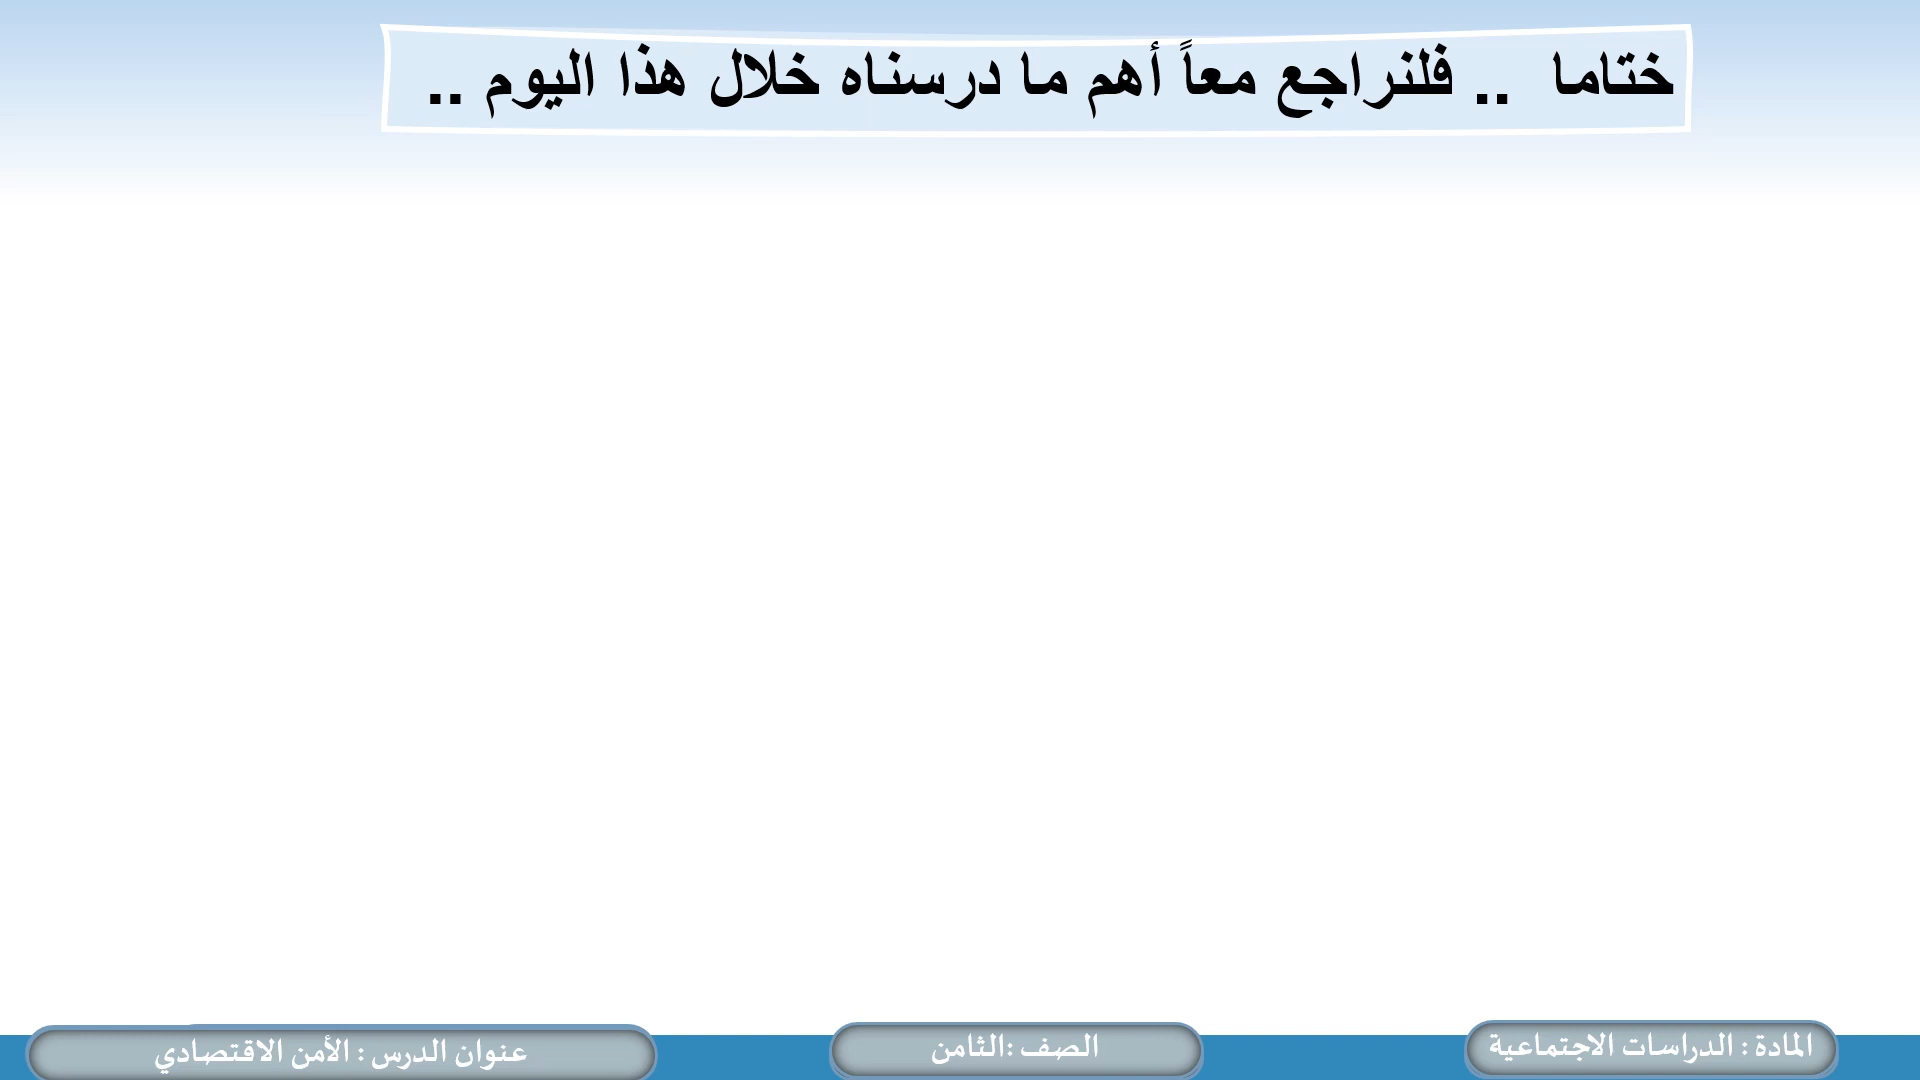 ختاما .. فلنراجع معاً أهم ما درسناه خلال هذا اليوم ..
المادة : الدراسات الاجتماعية
الصف :الثامن
عنوان الدرس : الأمن الاقتصادي